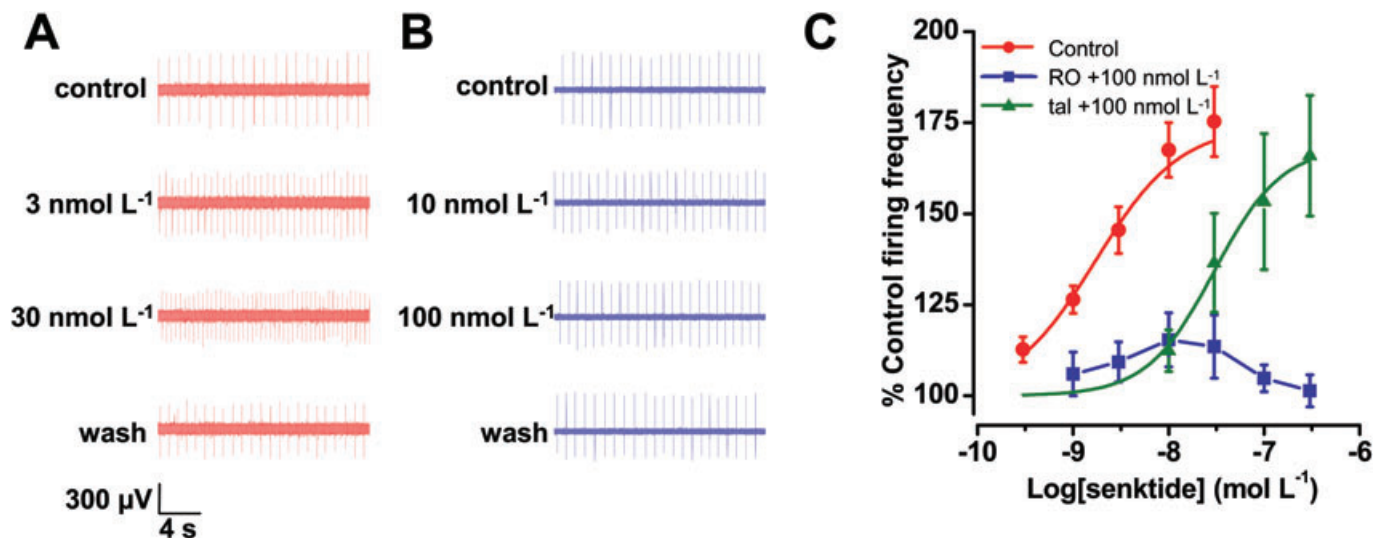 A
control
3 nmol L⁻¹
30 nmol L⁻¹
wash
300 µV
4 s
B
control
10 nmol L⁻¹
100 nmol L⁻¹
wash
C
% Control firing frequency
200
175
150
125
100
Control
RO +100 nmol L⁻¹
tal +100 nmol L⁻¹
-10 -9 -8 -7 -6
Log[senktide] (mol L⁻¹)